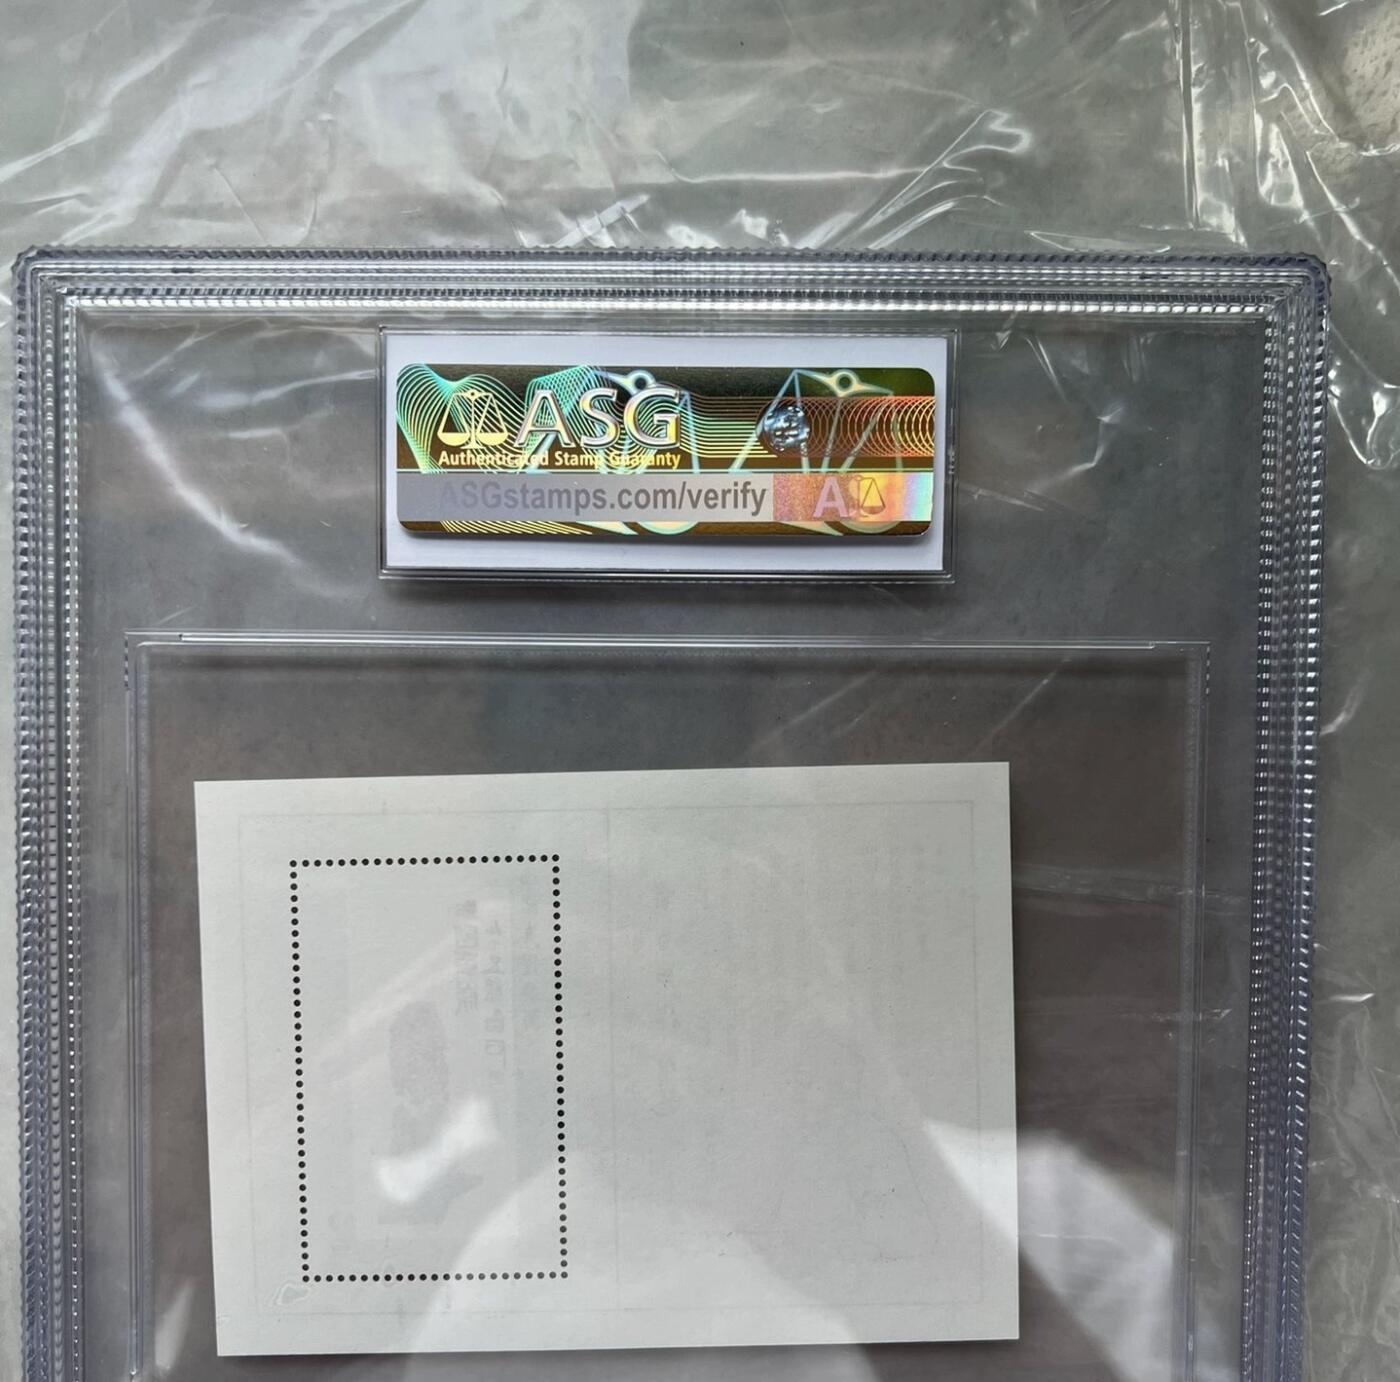 ASG
Authenticated Stamp Guaranty
ASGstamps.com/verify
A